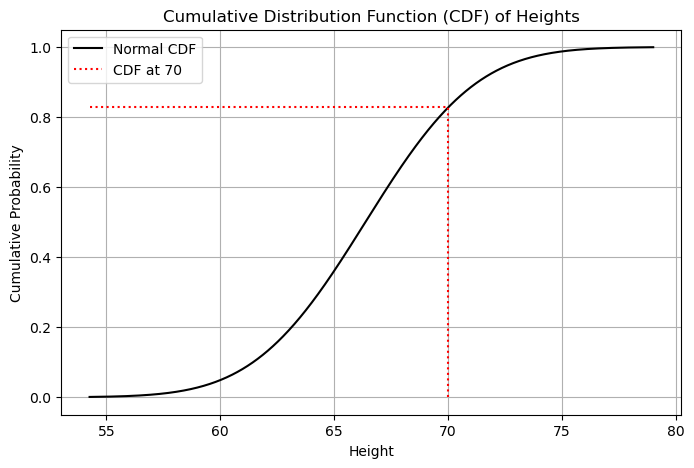 Cumulative Distribution Function (CDF) of Heights
Normal CDF
CDF at 70
Cumulative Probability
1.0
0.8
0.6
0.4
0.2
0.0
55 60 65 70 75 80
Height